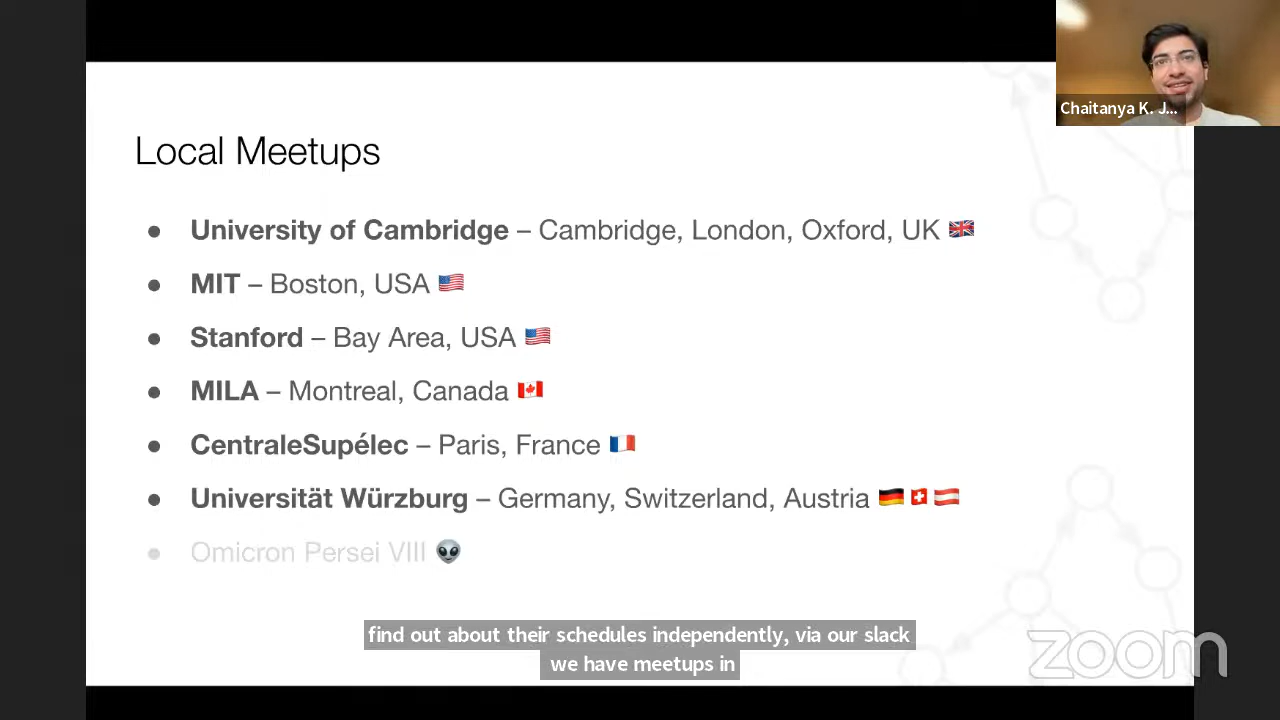 Chaitanya K. J...
Local Meetups
● University of Cambridge – Cambridge, London, Oxford, UK 🇬🇧
● MIT – Boston, USA 🇺🇸
● Stanford – Bay Area, USA 🇺🇸
● MILA – Montreal, Canada 🇨🇦
● CentraleSupélec – Paris, France 🇫🇷
● Universität Würzburg – Germany, Switzerland, Austria 🇩🇪🇨🇭🇦🇹
● Omicron Persei VIII 👽
find out about their schedules independently, via our slack
we have meetups in
zoom